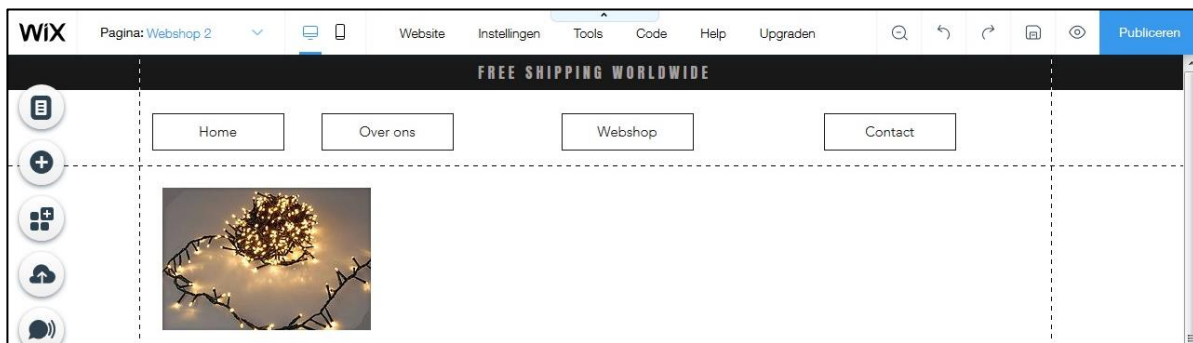 WiX Pagina: Webshop 2 Website Instellingen Tools Code Help Upgraden Publiceren
FREE SHIPPING WORLDWIDE
Home Over ons Webshop Contact